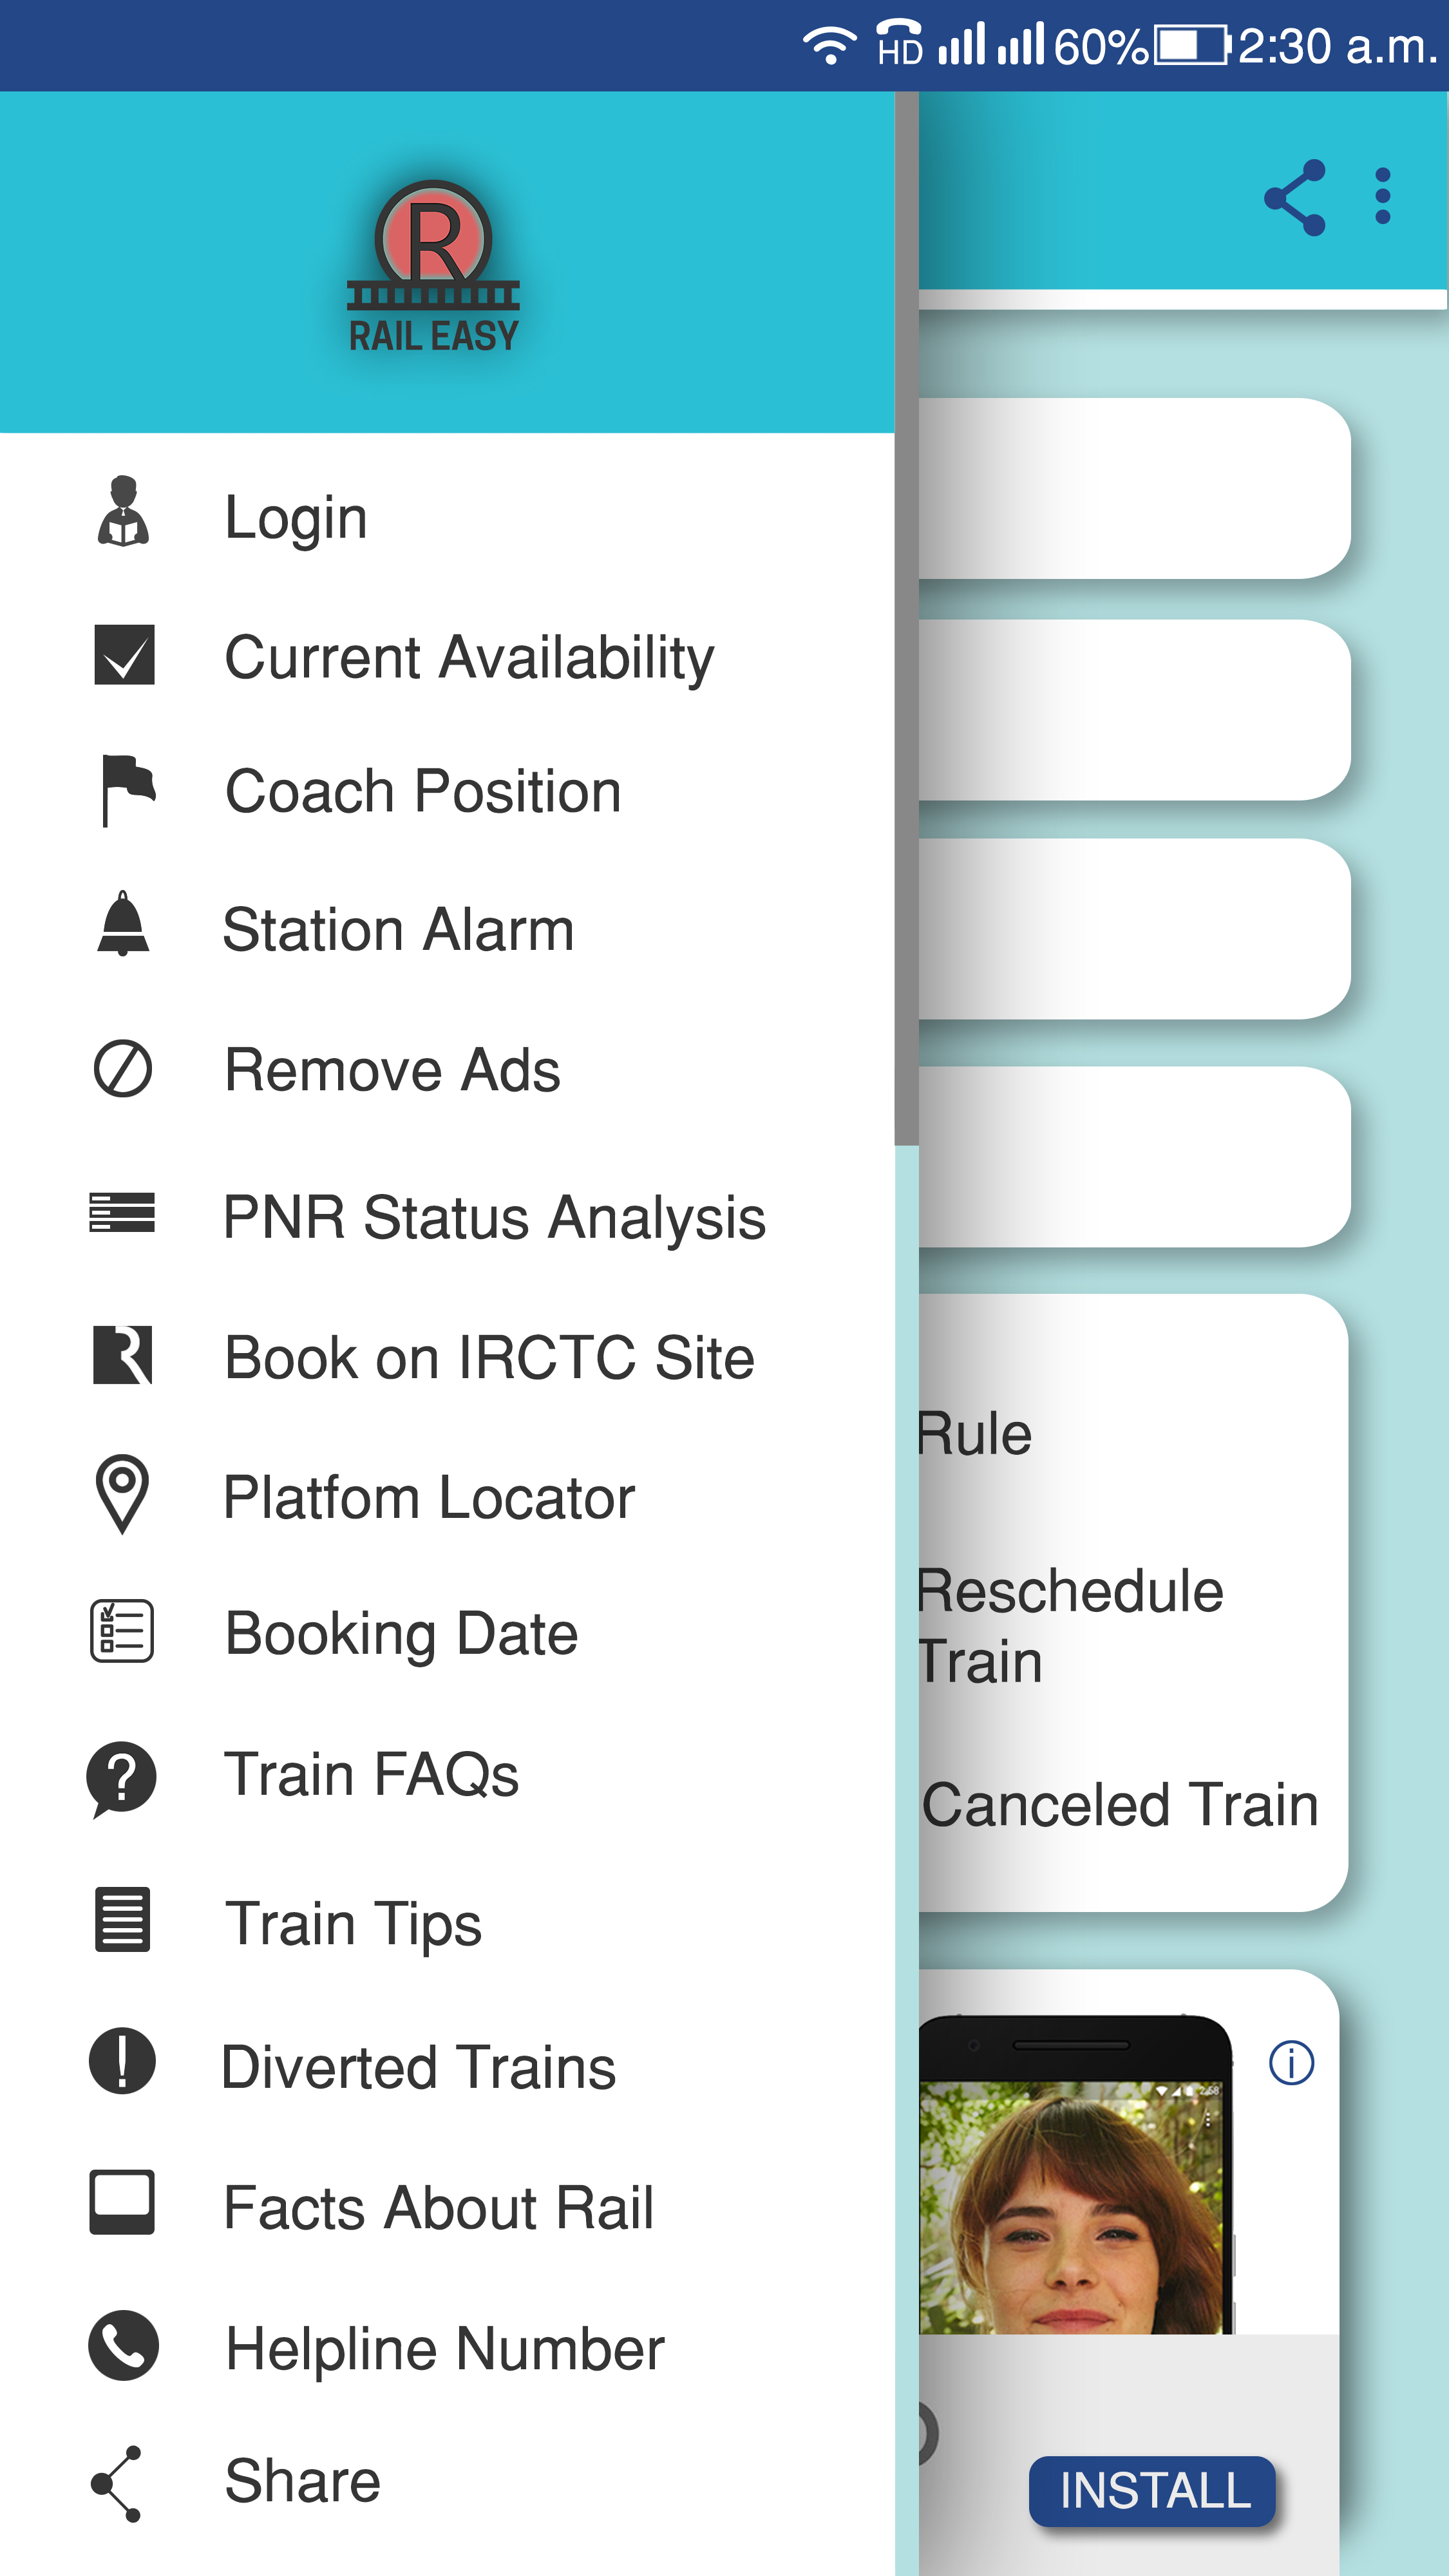 HD 60% 2:30 a.m.
R
RAIL EASY
Login
Current Availability
Coach Position
Station Alarm
Remove Ads
PNR Status Analysis
Book on IRCTC Site
Platfom Locator
Booking Date
Train FAQs
Train Tips
Diverted Trains
Facts About Rail
Helpline Number
Share
Rule
Reschedule
Train
Canceled Train
2:58
INSTALL